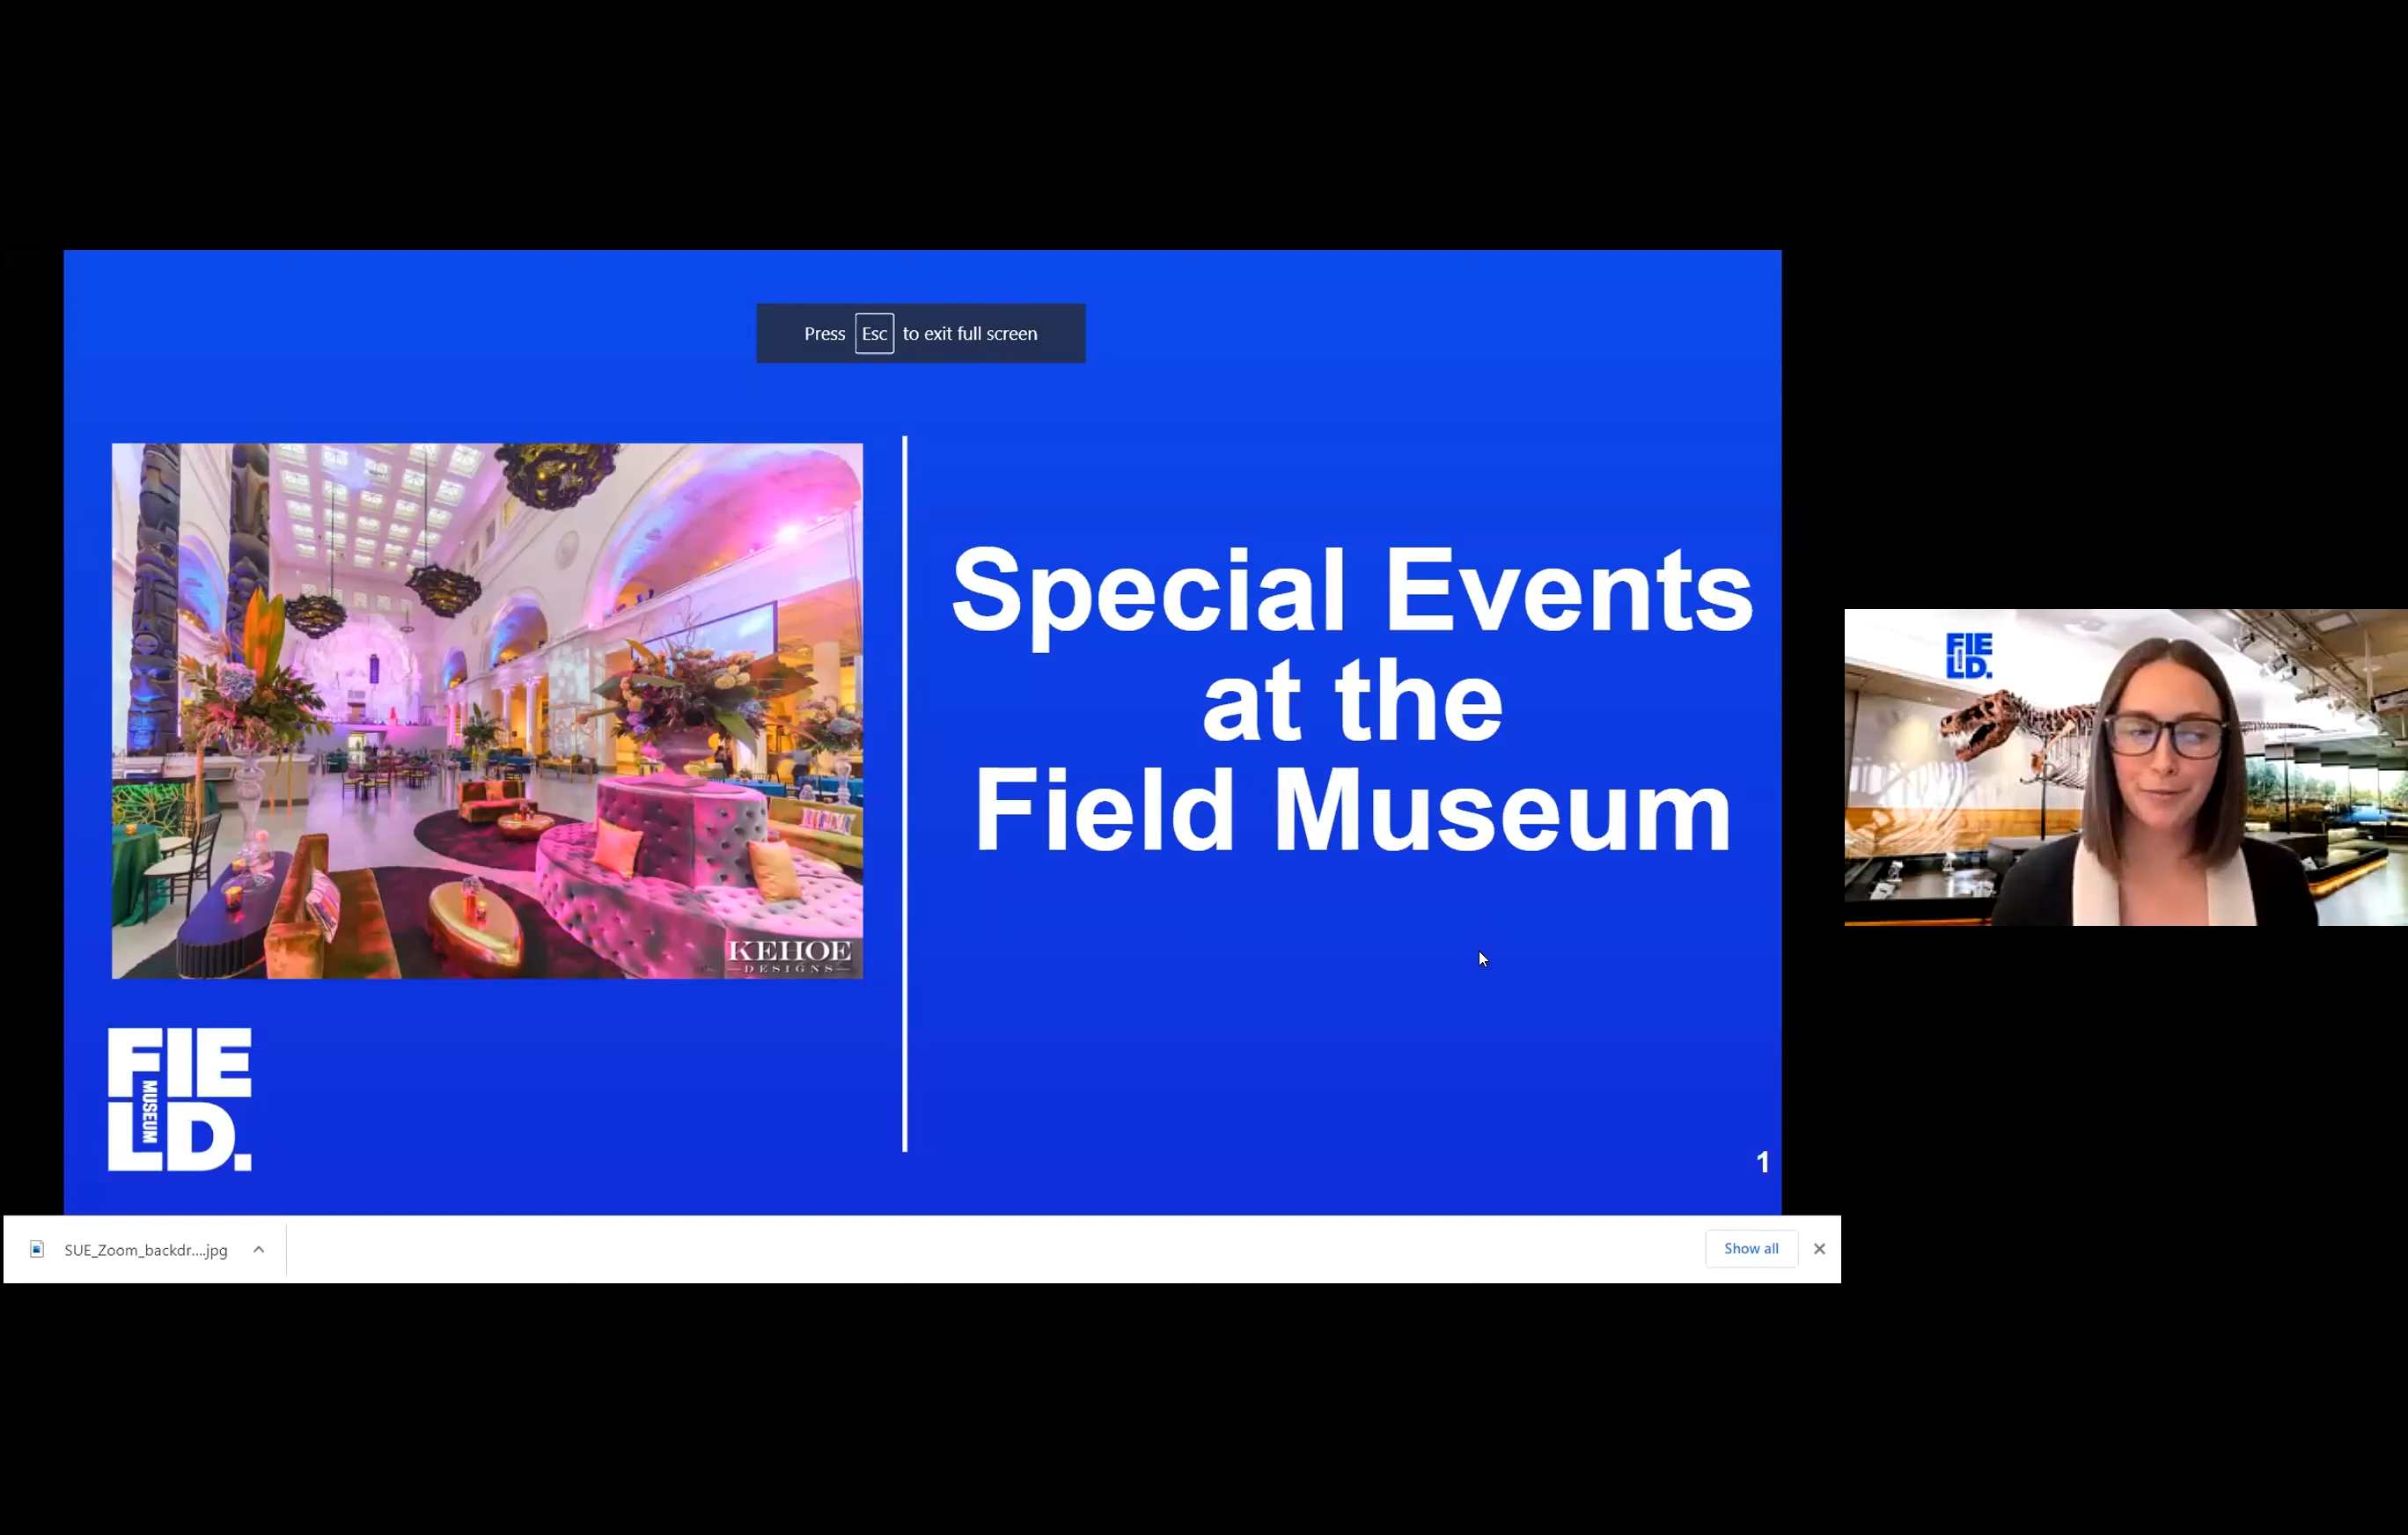 Press Esc to exit full screen
Special Events
at the
Field Museum
KEHOE
DESIGNS
FIE
LD.
MUSEUM
1
FIE
LD.
SUE_Zoom_backdr....jpg
Show all